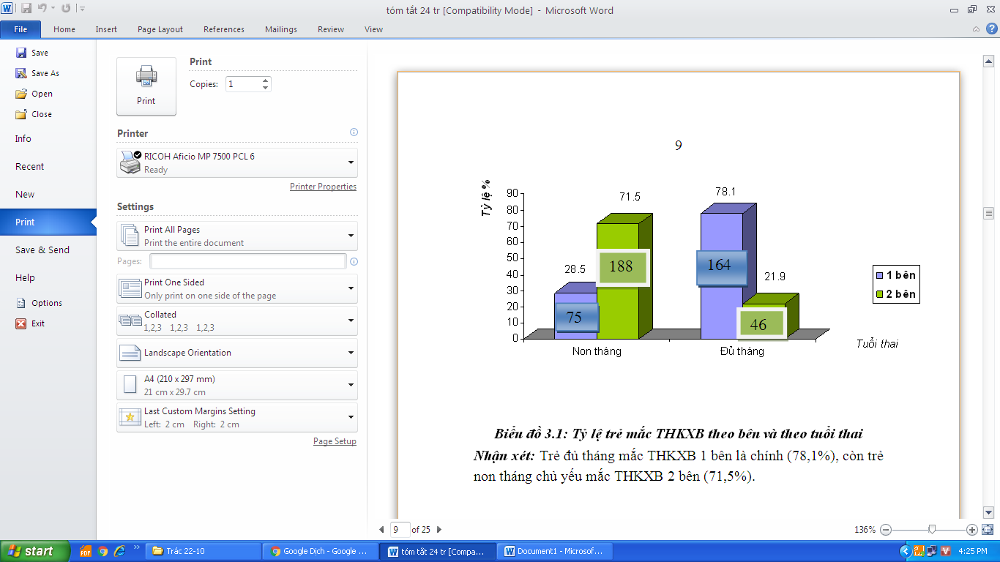 tóm tắt 24 tr [Compatibility Mode] - Microsoft Word
File Home Insert Page Layout References Mailings Review View
Save
Save As
Open
Close
Info
Recent
New
Print
Save & Send
Help
Options
Exit
Print
Print
Copies: 1
Printer
RICOH Aficio MP 7500 PCL 6
Ready
Printer Properties
Settings
Print All Pages
Print the entire document
Pages:
Print One Sided
Only print on one side of the page
Collated
1,2,3 1,2,3 1,2,3
Landscape Orientation
A4 (210 x 297 mm)
21 cm x 29.7 cm
Last Custom Margins Setting
Left: 2 cm Right: 2 cm
Page Setup
9
Tỷ lệ %
90
80
70
60
50
40
30
20
10
0
28.5
71.5
78.1
21.9
75
188
164
46
Non tháng
Đủ tháng
Tuổi thai
1 bên
2 bên
Biểu đồ 3.1: Tỷ lệ trẻ mắc THKXB theo bên và theo tuổi thai
Nhận xét: Trẻ đủ tháng mắc THKXB 1 bên là chính (78,1%), còn trẻ
non tháng chủ yếu mắc THKXB 2 bên (71,5%).
9 of 25
136%
start
PDF
Trác 22-10
Google Dịch - Google ...
tóm tắt 24 tr [Compa...
Document1 - Microsof...
4:25 PM